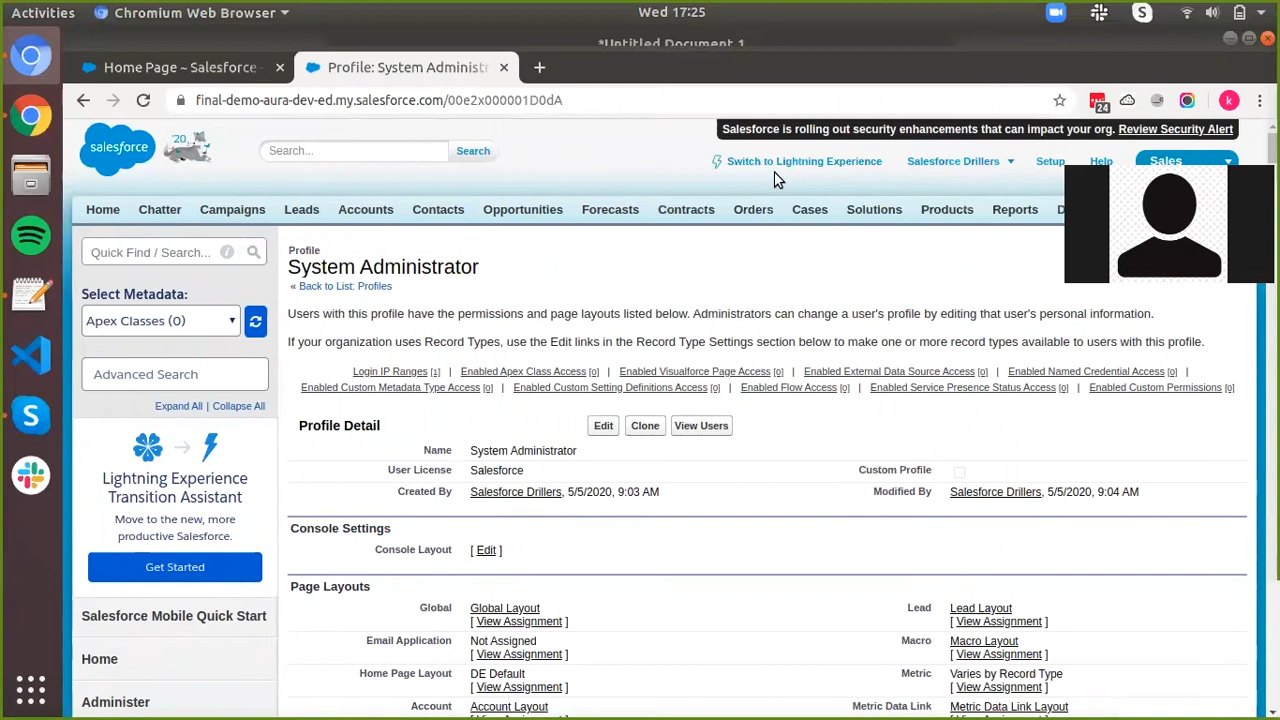 Activities
Chromium Web Browser
Wed 17:25
*Untitled Document 1
Home Page ~ Salesforce -
Profile: System Administr
final-demo-aura-dev-ed.my.salesforce.com/00e2x000001D0dA
24
k
Salesforce is rolling out security enhancements that can impact your org. Review Security Alert
salesforce
'20
Search...
Search
Switch to Lightning Experience
Salesforce Drillers
Setup
Help
Sales
Home Chatter Campaigns Leads Accounts Contacts Opportunities Forecasts Contracts Orders Cases Solutions Products Reports D
Quick Find / Search...
Select Metadata:
Apex Classes (0)
Advanced Search
Expand All | Collapse All
Lightning Experience
Transition Assistant
Move to the new, more
productive Salesforce.
Get Started
Salesforce Mobile Quick Start
Home
Administer
Profile
System Administrator
« Back to List: Profiles
Users with this profile have the permissions and page layouts listed below. Administrators can change a user's profile by editing that user's personal information.
If your organization uses Record Types, use the Edit links in the Record Type Settings section below to make one or more record types available to users with this profile.
Login IP Ranges [1] | Enabled Apex Class Access [0] | Enabled Visualforce Page Access [0] | Enabled External Data Source Access [0] | Enabled Named Credential Access [0] |
Enabled Custom Metadata Type Access [0] | Enabled Custom Setting Definitions Access [0] | Enabled Flow Access [0] | Enabled Service Presence Status Access [0] | Enabled Custom Permissions [0]
Profile Detail
Edit Clone View Users
Name System Administrator
User License Salesforce Custom Profile
Created By Salesforce Drillers, 5/5/2020, 9:03 AM Modified By Salesforce Drillers, 5/5/2020, 9:04 AM
Console Settings
Console Layout [ Edit ]
Page Layouts
Global Global Layout Lead Lead Layout
[ View Assignment ] [ View Assignment ]
Email Application Not Assigned Macro Macro Layout
[ View Assignment ] [ View Assignment ]
Home Page Layout DE Default Metric Varies by Record Type
[ View Assignment ] [ View Assignment ]
Account Account Layout Metric Data Link Metric Data Link Layout